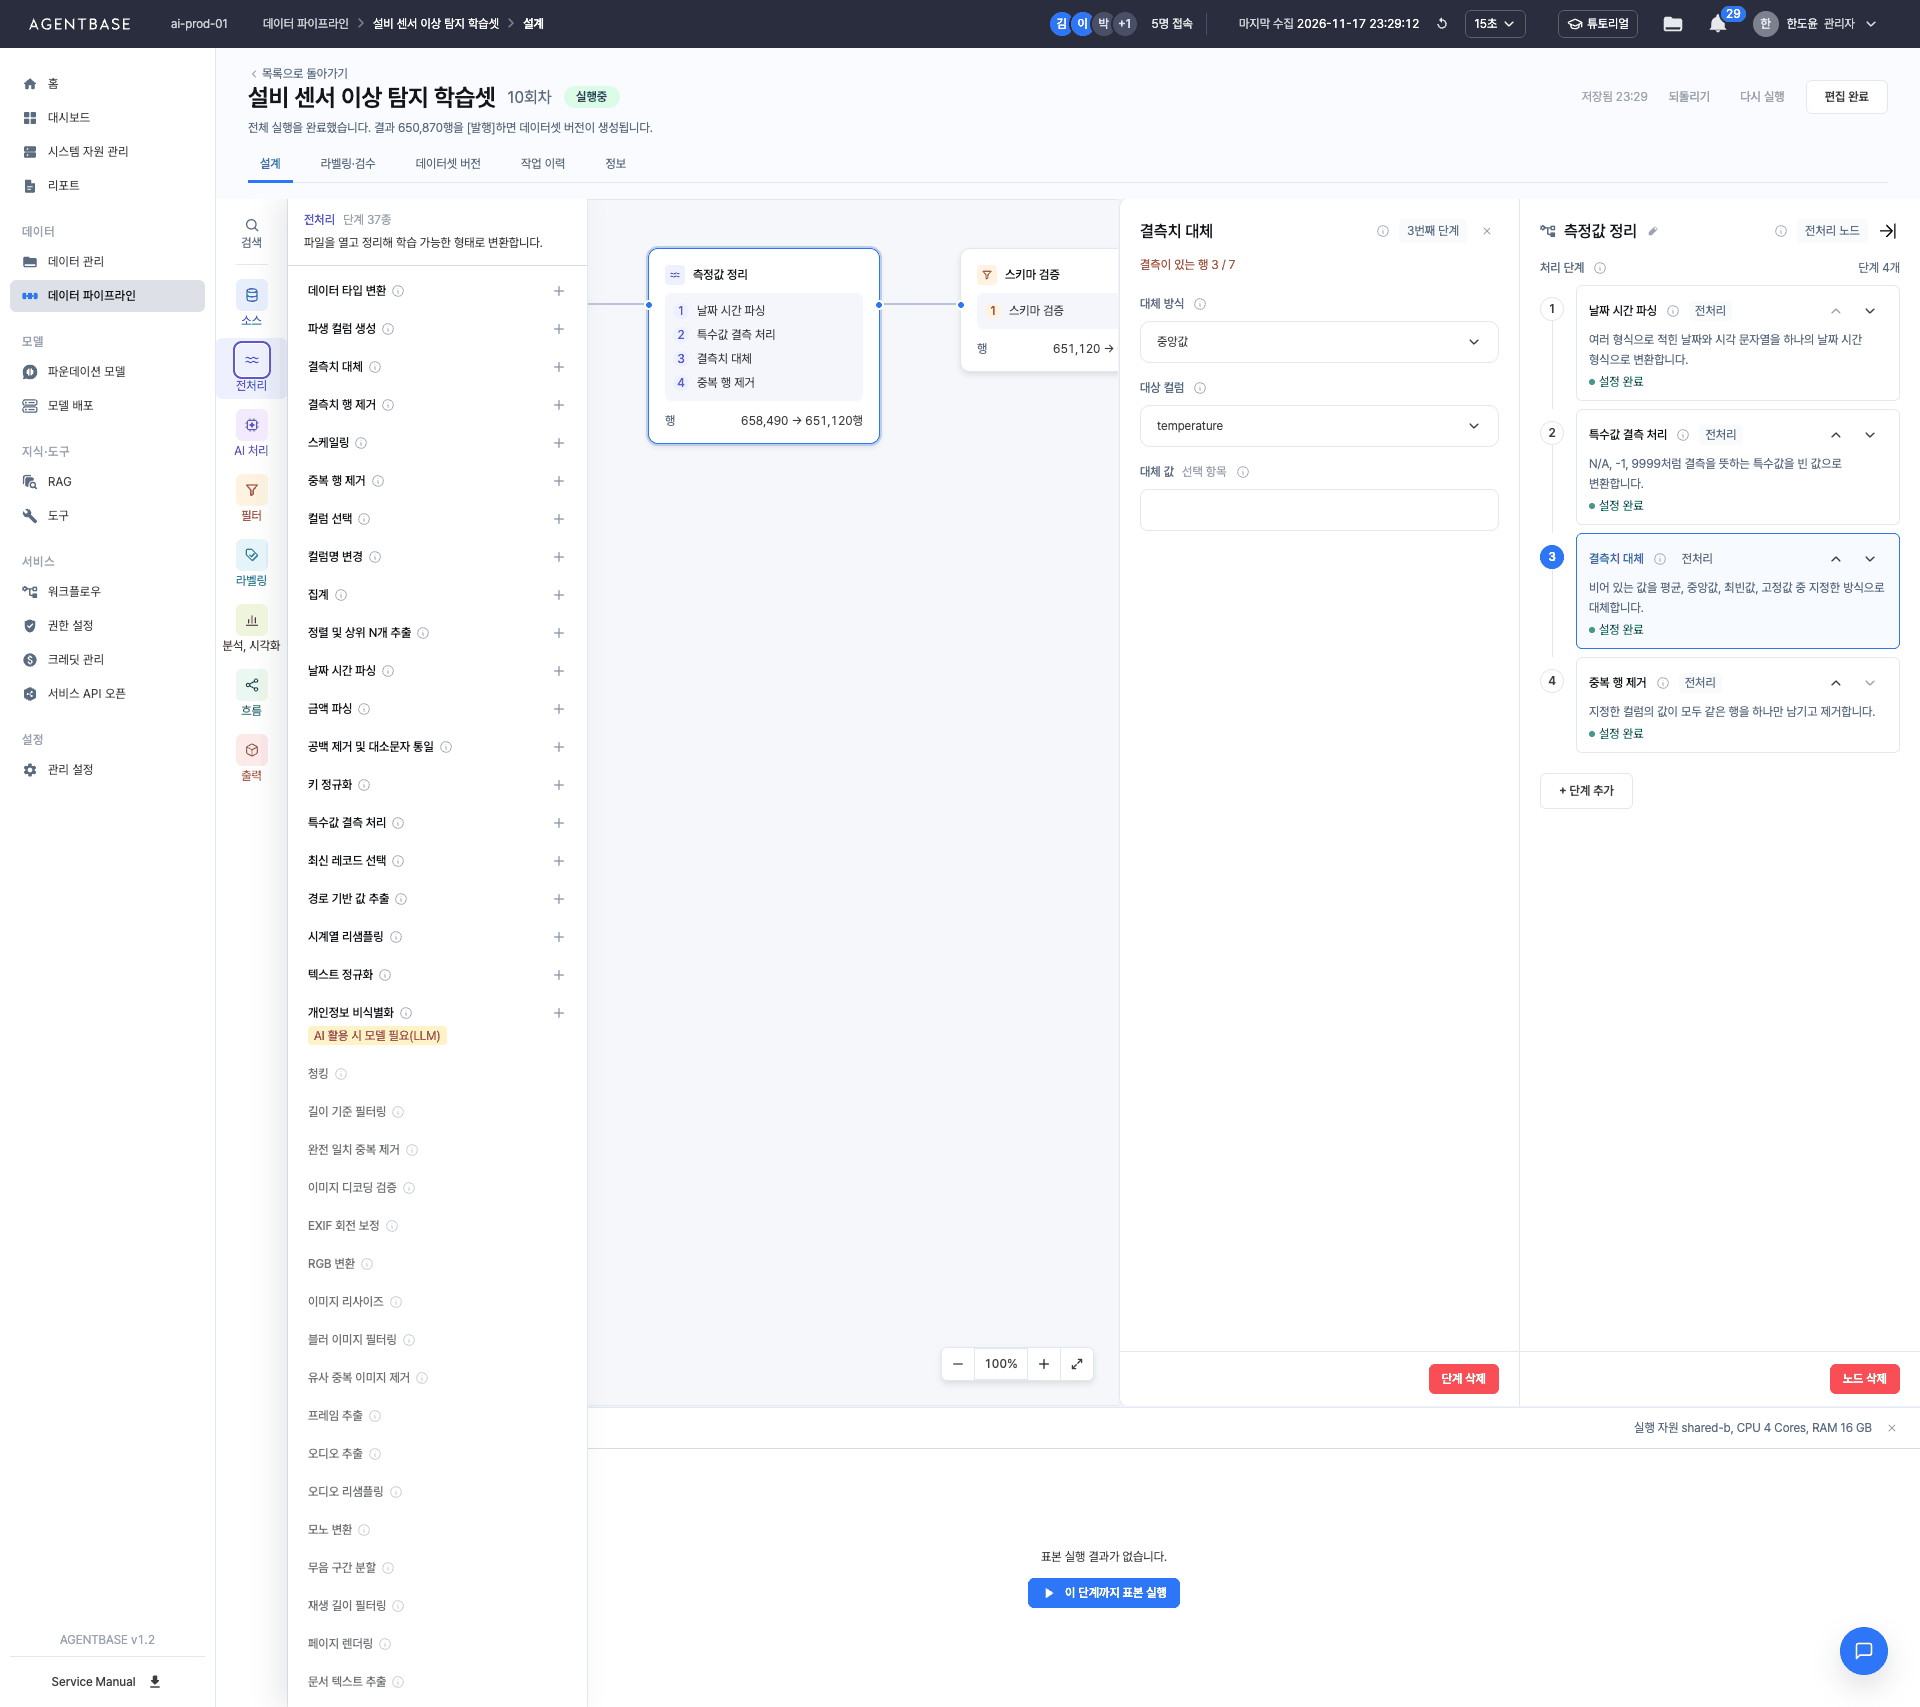 AGENTBASE
ai-prod-01
데이터 파이프라인
설비 센서 이상 탐지 학습셋
설계
김
이
박
+1
5명 접속
마지막 수집 2026-11-17 23:29:12
15초
튜토리얼
29
한
한도윤 관리자
홈
대시보드
시스템 자원 관리
리포트
데이터
데이터 관리
데이터 파이프라인
모델
파운데이션 모델
모델 배포
지식·도구
RAG
도구
서비스
워크플로우
권한 설정
크레딧 관리
서비스 API 오픈
설정
관리 설정
AGENTBASE v1.2
Service Manual
목록으로 돌아가기
설비 센서 이상 탐지 학습셋 10회차 실행중
전체 실행을 완료했습니다. 결과 650,870행을 [발행]하면 데이터셋 버전이 생성됩니다.
저장됨 23:29
되돌리기
다시 실행
편집 완료
설계
라벨링·검수
데이터셋 버전
작업 이력
정보
검색
소스
전처리
AI 처리
필터
라벨링
분석, 시각화
흐름
출력
전처리 단계 37종
파일을 열고 정리해 학습 가능한 형태로 변환합니다.
데이터 타입 변환
파생 컬럼 생성
결측치 대체
결측치 행 제거
스케일링
중복 행 제거
컬럼 선택
컬럼명 변경
집계
정렬 및 상위 N개 추출
날짜 시간 파싱
금액 파싱
공백 제거 및 대소문자 통일
키 정규화
특수값 결측 처리
최신 레코드 선택
경로 기반 값 추출
시계열 리샘플링
텍스트 정규화
개인정보 비식별화
AI 활용 시 모델 필요(LLM)
청킹
길이 기준 필터링
완전 일치 중복 제거
이미지 디코딩 검증
EXIF 회전 보정
RGB 변환
이미지 리사이즈
블러 이미지 필터링
유사 중복 이미지 제거
프레임 추출
오디오 추출
오디오 리샘플링
모노 변환
무음 구간 분할
재생 길이 필터링
페이지 렌더링
문서 텍스트 추출
측정값 정리
1 날짜 시간 파싱
2 특수값 결측 처리
3 결측치 대체
4 중복 행 제거
행 658,490 → 651,120행
스키마 검증
1 스키마 검증
행 651,120 →
100%
결측치 대체
3번째 단계
결측이 있는 행 3 / 7
대체 방식
중앙값
대상 컬럼
temperature
대체 값 선택 항목
단계 삭제
측정값 정리
전처리 노드
처리 단계
단계 4개
1
날짜 시간 파싱 전처리
여러 형식으로 적힌 날짜와 시각 문자열을 하나의 날짜 시간
형식으로 변환합니다.
설정 완료
2
특수값 결측 처리 전처리
N/A, -1, 9999처럼 결측을 뜻하는 특수값을 빈 값으로
변환합니다.
설정 완료
3
결측치 대체 전처리
비어 있는 값을 평균, 중앙값, 최빈값, 고정값 중 지정한 방식으로
대체합니다.
설정 완료
4
중복 행 제거 전처리
지정한 컬럼의 값이 모두 같은 행을 하나만 남기고 제거합니다.
설정 완료
+ 단계 추가
노드 삭제
실행 자원 shared-b, CPU 4 Cores, RAM 16 GB
표본 실행 결과가 없습니다.
이 단계까지 표본 실행